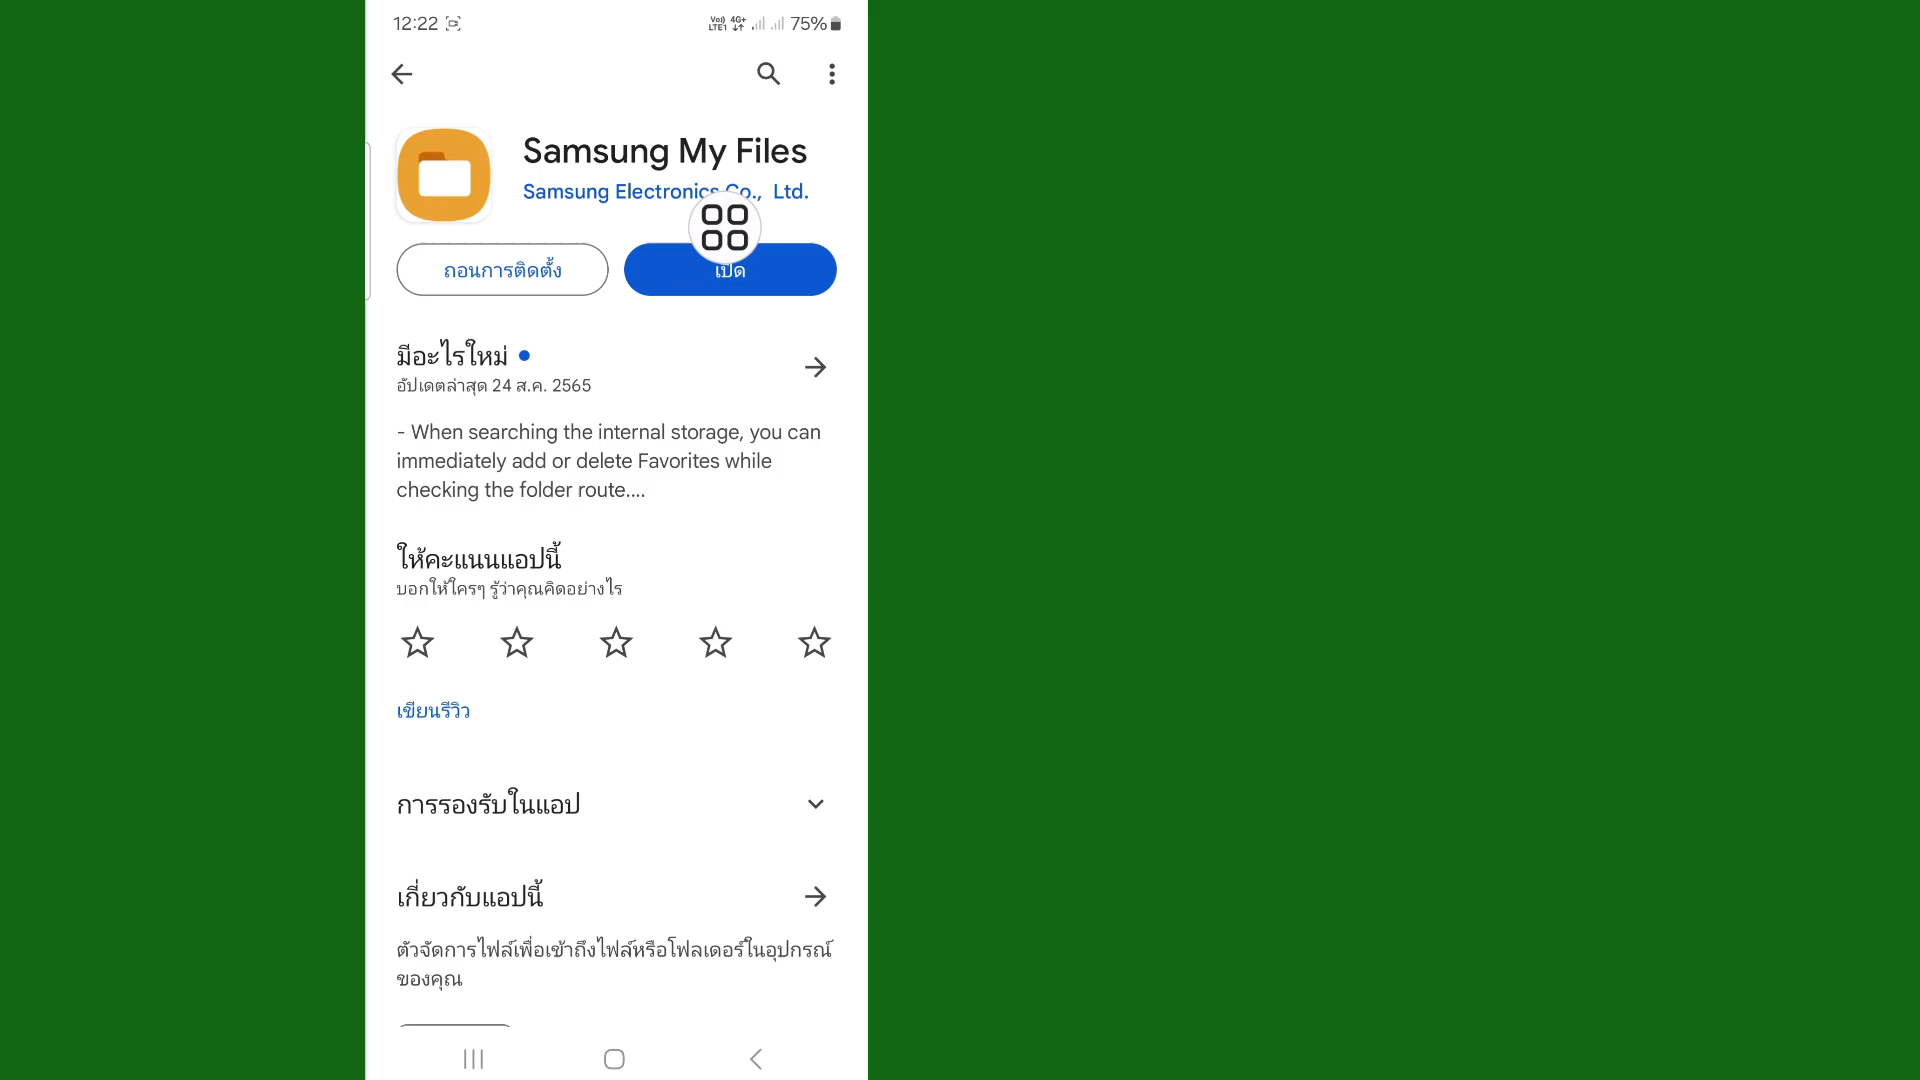 12:22
Vo)) 4G+ 75%
LTE1
Samsung My Files
Samsung Electronics Co., Ltd.
ถอนการติดตั้ง
เปิด
มีอะไรใหม่
อัปเดตล่าสุด 24 ส.ค. 2565
- When searching the internal storage, you can
immediately add or delete Favorites while
checking the folder route....
ให้คะแนนแอปนี้
บอกให้ใครๆ รู้ว่าคุณคิดอย่างไร
เขียนรีวิว
การรองรับในแอป
เกี่ยวกับแอปนี้
ตัวจัดการไฟล์เพื่อเข้าถึงไฟล์หรือโฟลเดอร์ในอุปกรณ์
ของคุณ